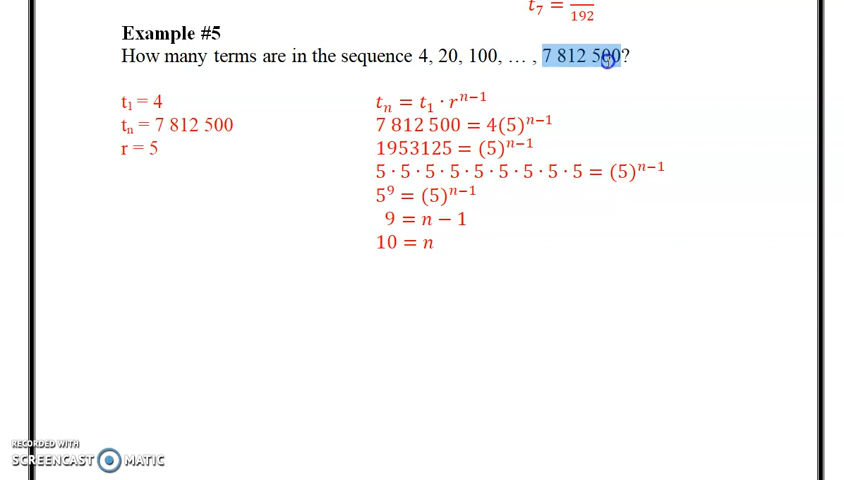 t₇ = ―/192
Example #5
How many terms are in the sequence 4, 20, 100, … , 7 812 500?
t₁ = 4
tₙ = 7 812 500
r = 5
tₙ = t₁ · rⁿ⁻¹
7 812 500 = 4(5)ⁿ⁻¹
1953125 = (5)ⁿ⁻¹
5 · 5 · 5 · 5 · 5 · 5 · 5 · 5 · 5 = (5)ⁿ⁻¹
5⁹ = (5)ⁿ⁻¹
9 = n − 1
10 = n
RECORDED WITH
SCREENCAST MATIC